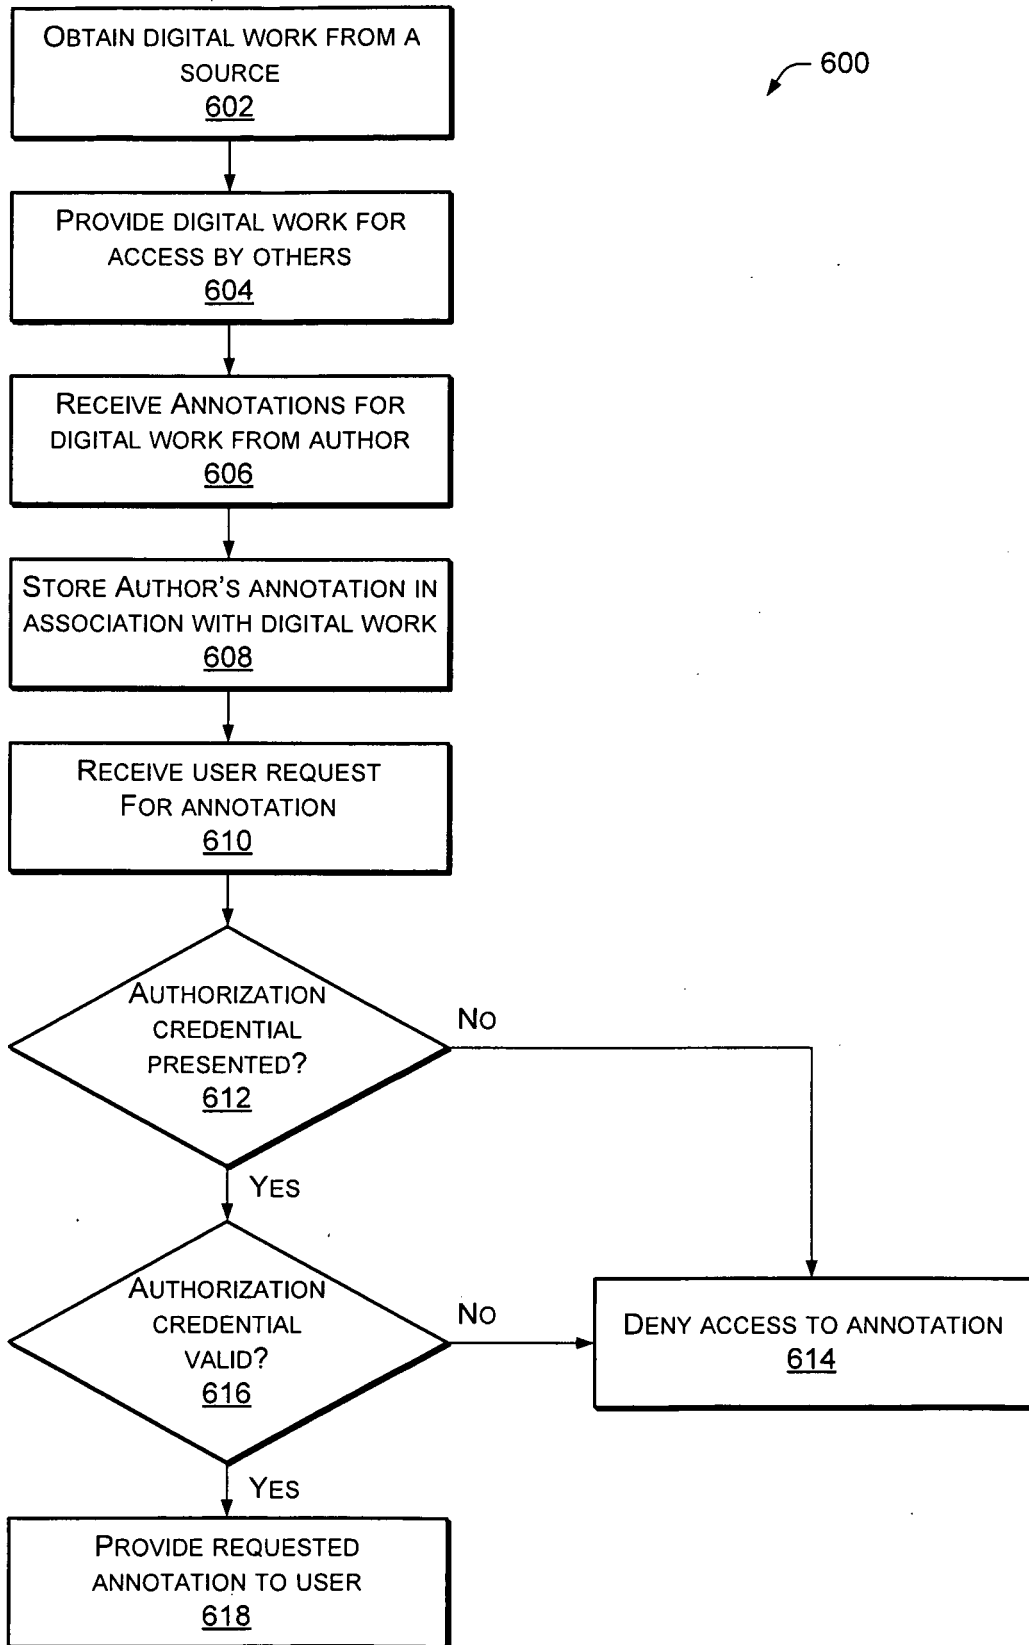 OBTAIN DIGITAL WORK FROM A
SOURCE
602
600
PROVIDE DIGITAL WORK FOR
ACCESS BY OTHERS
604
RECEIVE ANNOTATIONS FOR
DIGITAL WORK FROM AUTHOR
606
STORE AUTHOR'S ANNOTATION IN
ASSOCIATION WITH DIGITAL WORK
608
RECEIVE USER REQUEST
FOR ANNOTATION
610
AUTHORIZATION
CREDENTIAL
PRESENTED?
612
NO
YES
AUTHORIZATION
CREDENTIAL
VALID?
616
NO
DENY ACCESS TO ANNOTATION
614
YES
PROVIDE REQUESTED
ANNOTATION TO USER
618